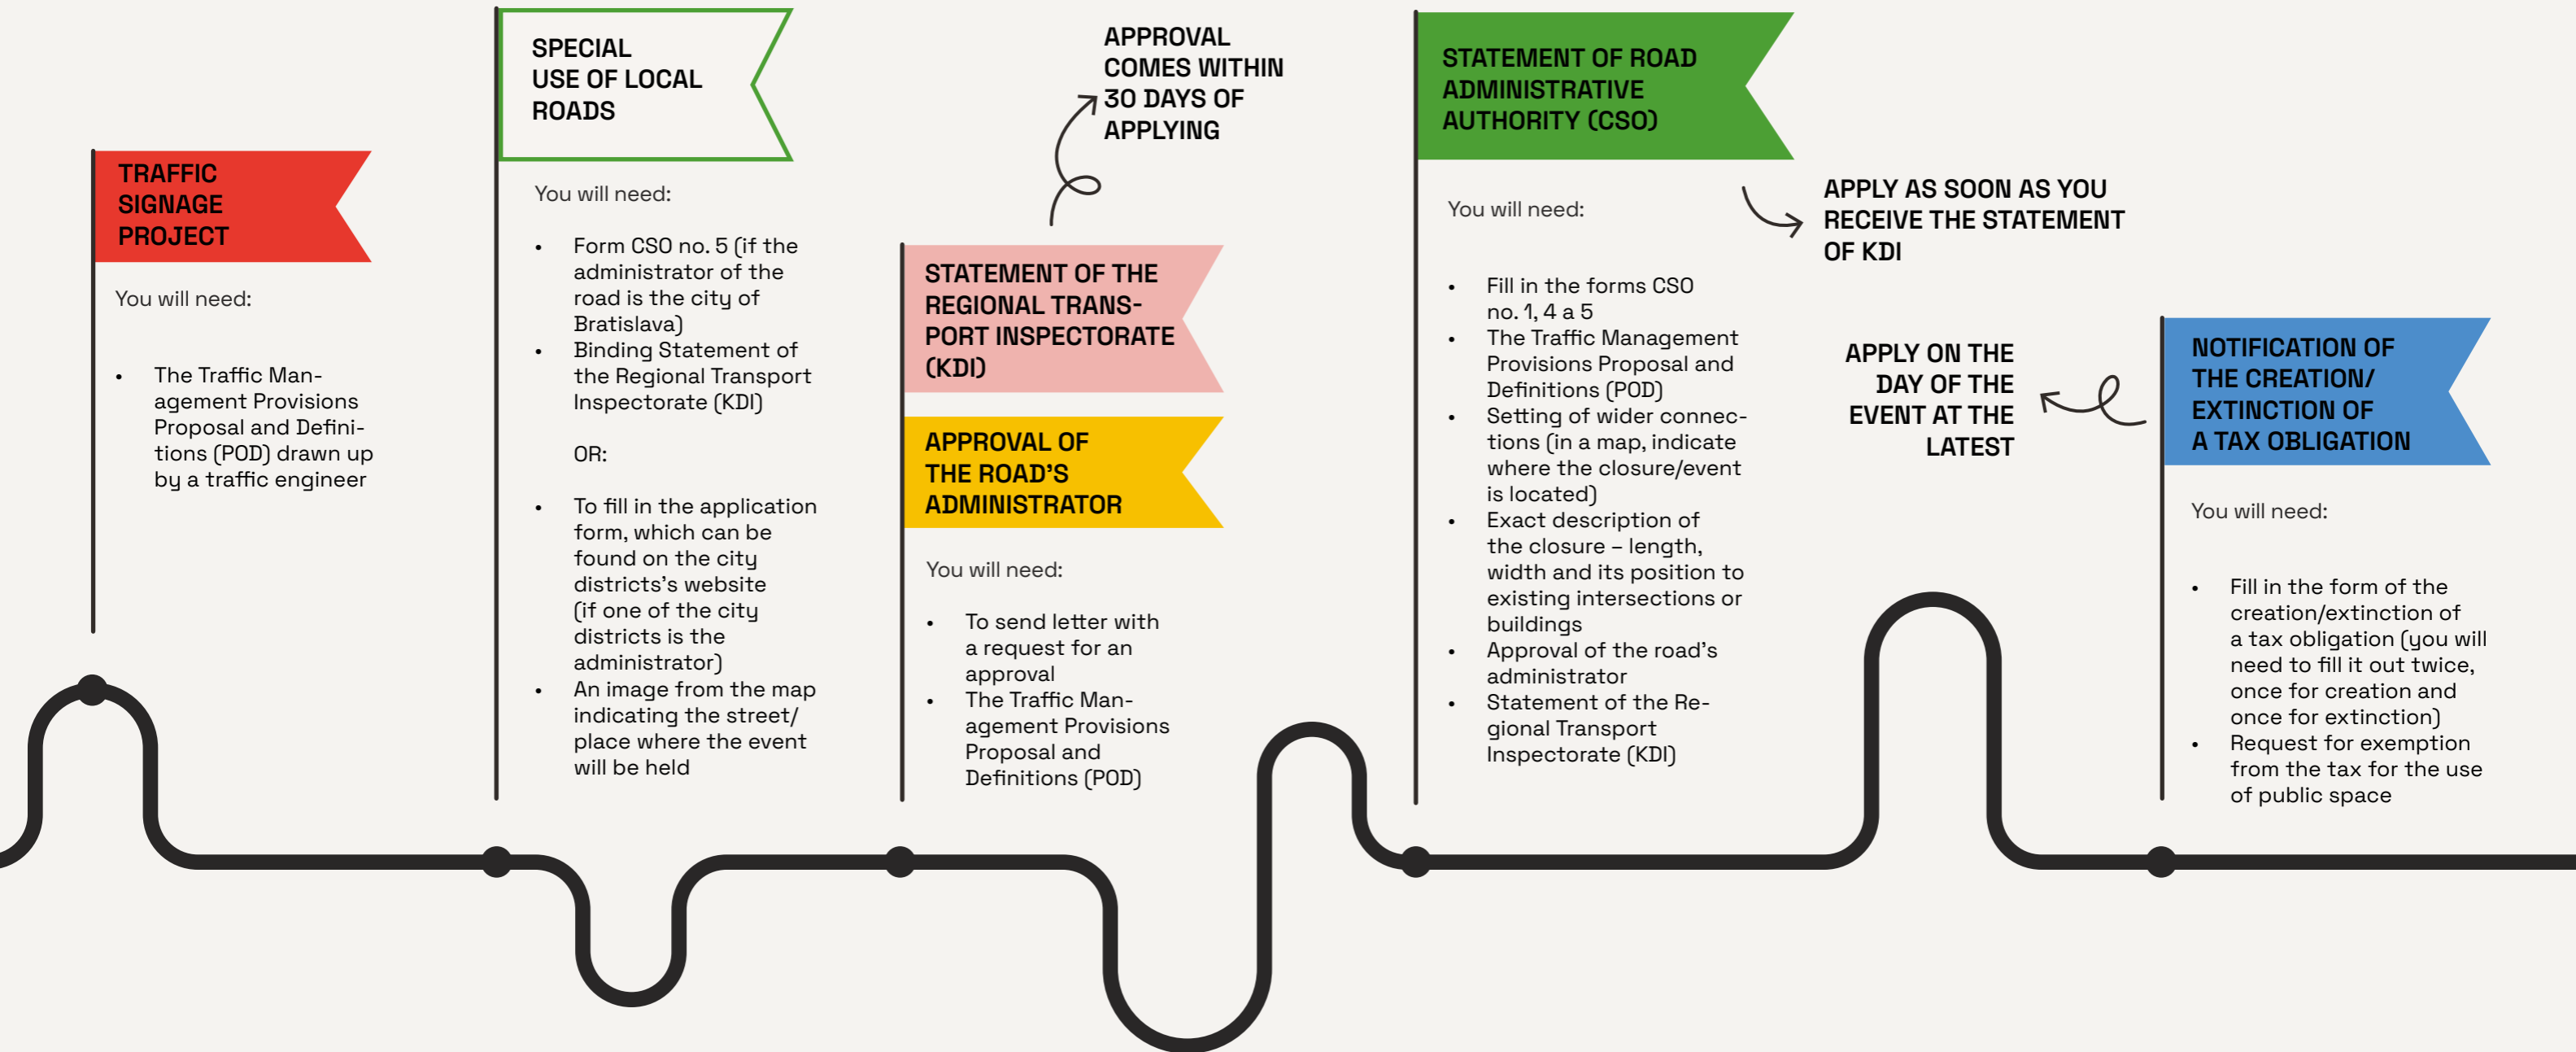 TRAFFIC
SIGNAGE
PROJECT
You will need:
• The Traffic Man-
agement Provisions
Proposal and Defini-
tions (POD) drawn up
by a traffic engineer
SPECIAL
USE OF LOCAL
ROADS
You will need:
• Form CSO no. 5 (if the
administrator of the
road is the city of
Bratislava)
• Binding Statement of
the Regional Transport
Inspectorate (KDI)
OR:
• To fill in the application
form, which can be
found on the city
districts's website
(if one of the city
districts is the
administrator)
• An image from the map
indicating the street/
place where the event
will be held
APPROVAL
COMES WITHIN
30 DAYS OF
APPLYING
STATEMENT OF THE
REGIONAL TRANS-
PORT INSPECTORATE
(KDI)
APPROVAL OF
THE ROAD'S
ADMINISTRATOR
You will need:
• To send letter with
a request for an
approval
• The Traffic Man-
agement Provisions
Proposal and
Definitions (POD)
STATEMENT OF ROAD
ADMINISTRATIVE
AUTHORITY (CSO)
You will need:
• Fill in the forms CSO
no. 1, 4 a 5
• The Traffic Management
Provisions Proposal and
Definitions (POD)
• Setting of wider connec-
tions (in a map, indicate
where the closure/event
is located)
• Exact description of
the closure – length,
width and its position to
existing intersections or
buildings
• Approval of the road's
administrator
• Statement of the Re-
gional Transport
Inspectorate (KDI)
APPLY AS SOON AS YOU
RECEIVE THE STATEMENT
OF KDI
APPLY ON THE
DAY OF THE
EVENT AT THE
LATEST
NOTIFICATION OF
THE CREATION/
EXTINCTION OF
A TAX OBLIGATION
You will need:
• Fill in the form of the
creation/extinction of
a tax obligation (you will
need to fill it out twice,
once for creation and
once for extinction)
• Request for exemption
from the tax for the use
of public space